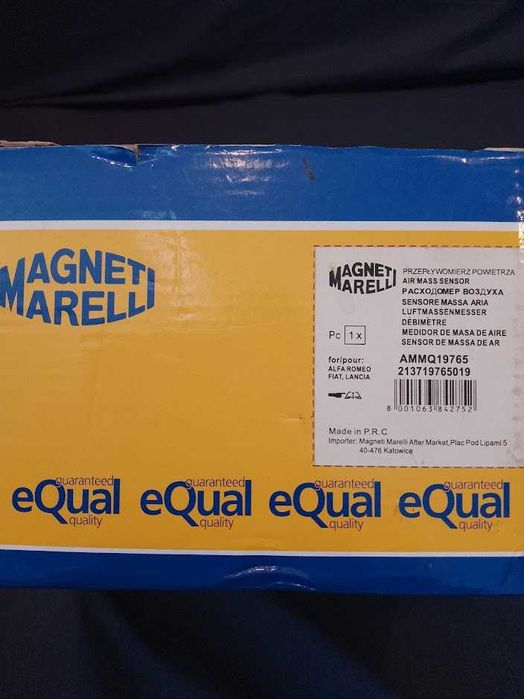 MAGNETI
MARELLI
MAGNETI
MARELLI
PRZEPŁYWOMIERZ POWIETRZA
AIR MASS SENSOR
РАСХОДОМЕР ВОЗДУХА
SENSORE MASSA ARIA
LUFTMASSENMESSER
DÉBIMÈTRE
MEDIDOR DE MASA DE AIRE
SENSOR DE MASSA DE AR
Pc 1 x
for/pour:
ALFA ROMEO
FIAT, LANCIA
AMMQ19765
213719765019
8 001063 842752
Made in P.R.C
Importer: Magneti Marelli After Market, Plac Pod Lipami 5
40-476 Katowice
guaranteed
eQual
quality
guaranteed
eQual
quality
guaranteed
eQual
quality
guaranteed
eQual
quality